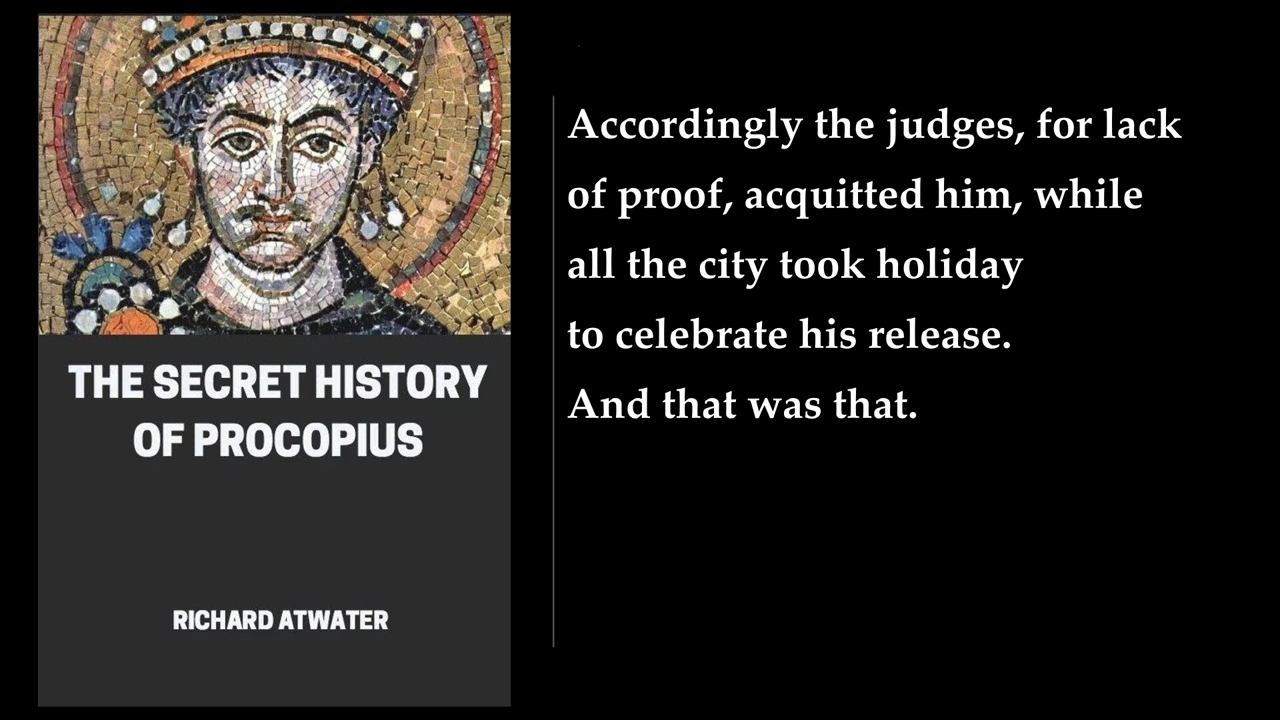 THE SECRET HISTORY
OF PROCOPIUS
RICHARD ATWATER
Accordingly the judges, for lack
of proof, acquitted him, while
all the city took holiday
to celebrate his release.
And that was that.